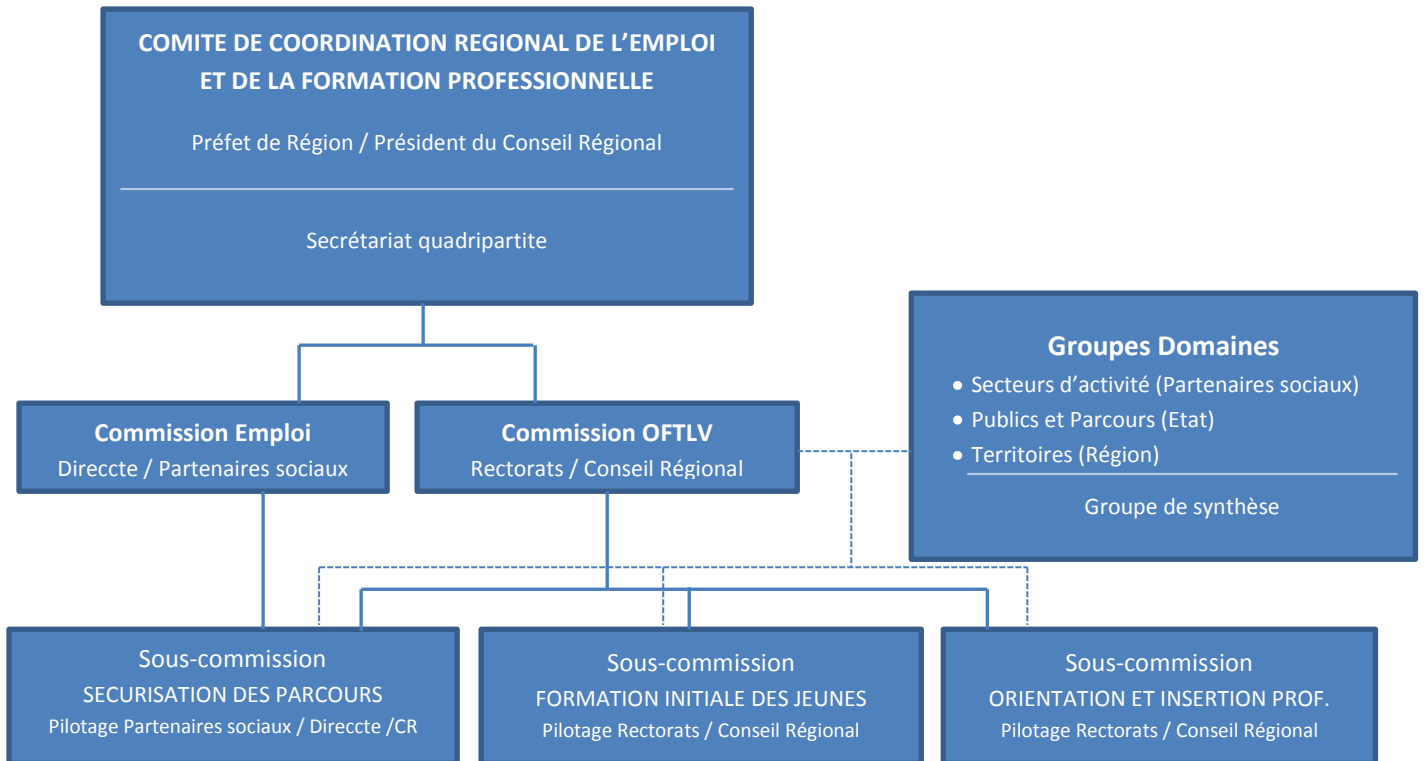 COMITE DE COORDINATION REGIONAL DE L’EMPLOI
ET DE LA FORMATION PROFESSIONNELLE
Préfet de Région / Président du Conseil Régional
Secrétariat quadripartite
Groupes Domaines
• Secteurs d’activité (Partenaires sociaux)
• Publics et Parcours (Etat)
• Territoires (Région)
Groupe de synthèse
Commission Emploi
Direccte / Partenaires sociaux
Commission OFTLV
Rectorats / Conseil Régional
Sous-commission
SECURISATION DES PARCOURS
Pilotage Partenaires sociaux / Direccte /CR
Sous-commission
FORMATION INITIALE DES JEUNES
Pilotage Rectorats / Conseil Régional
Sous-commission
ORIENTATION ET INSERTION PROF.
Pilotage Rectorats / Conseil Régional